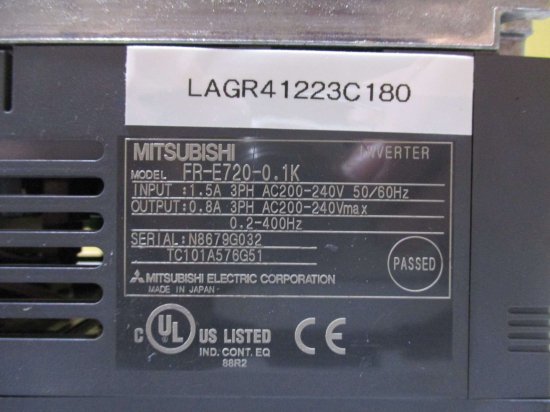 LAGR41223C180
MITSUBISHI INVERTER
MODEL FR-E720-0.1K
INPUT :1.5A 3PH AC200-240V 50/60Hz
OUTPUT:0.8A 3PH AC200-240Vmax
0.2-400Hz
SERIAL:N8679G032
TC101A576G51
PASSED
MITSUBISHI ELECTRIC CORPORATION
MADE IN JAPAN
C UL US LISTED CE
IND. CONT. EQ
88R2